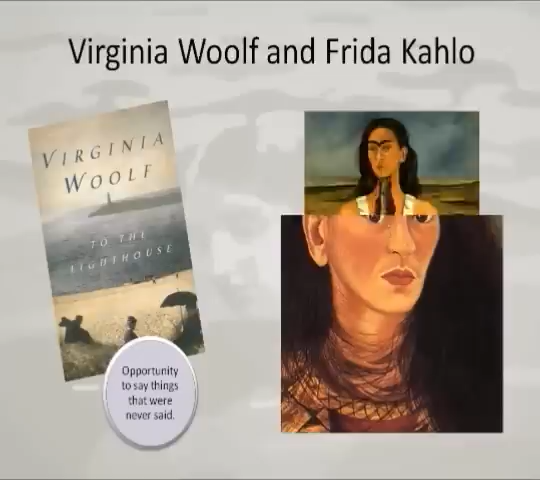 Virginia Woolf and Frida Kahlo
VIRGINIA
WOOLF
TO THE
LIGHTHOUSE
Opportunity
to say things
that were
never said.